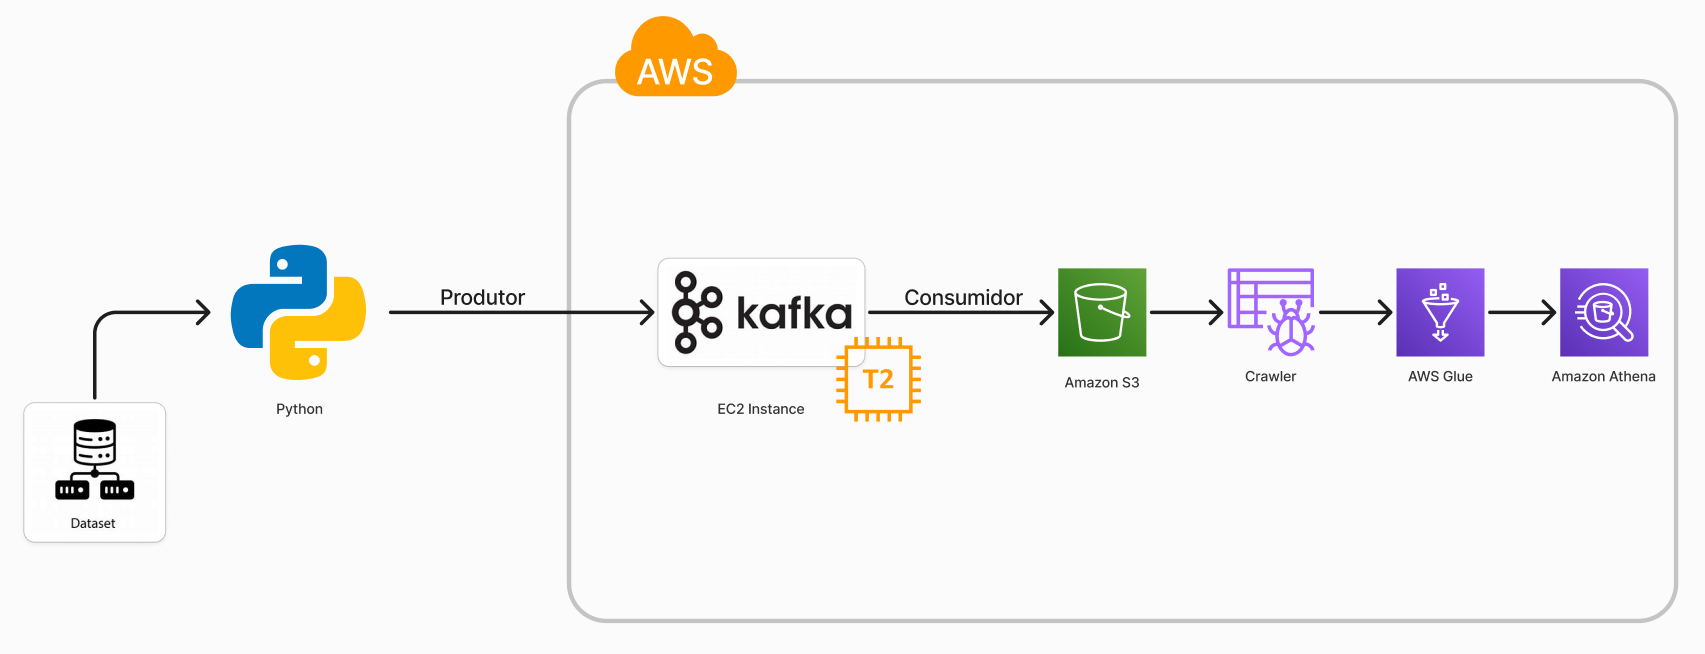 AWS
Produtor
kafka
Consumidor
T2
Python
EC2 Instance
Amazon S3
Crawler
AWS Glue
Amazon Athena
Dataset